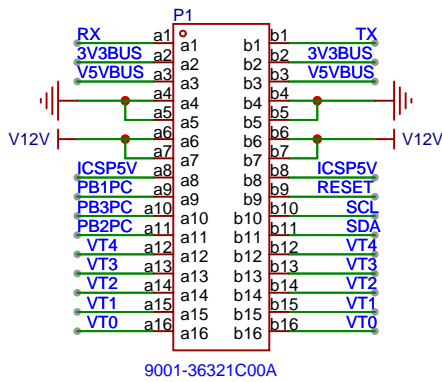 P1
RX a1 a1 b1 b1 TX
3V3BUS a2 a2 b2 b2 3V3BUS
V5VBUS a3 a3 b3 b3 V5VBUS
a4 a4 b4 b4
a5 a5 b5 b5
V12V a6 a6 b6 b6 V12V
a7 a7 b7 b7
ICSP5V a8 a8 b8 b8 ICSP5V
PB1PC a9 a9 b9 b9 RESET
PB3PC a10 a10 b10 b10 SCL
PB2PC a11 a11 b11 b11 SDA
VT4 a12 a12 b12 b12 VT4
VT3 a13 a13 b13 b13 VT3
VT2 a14 a14 b14 b14 VT2
VT1 a15 a15 b15 b15 VT1
VT0 a16 a16 b16 b16 VT0
9001-36321C00A